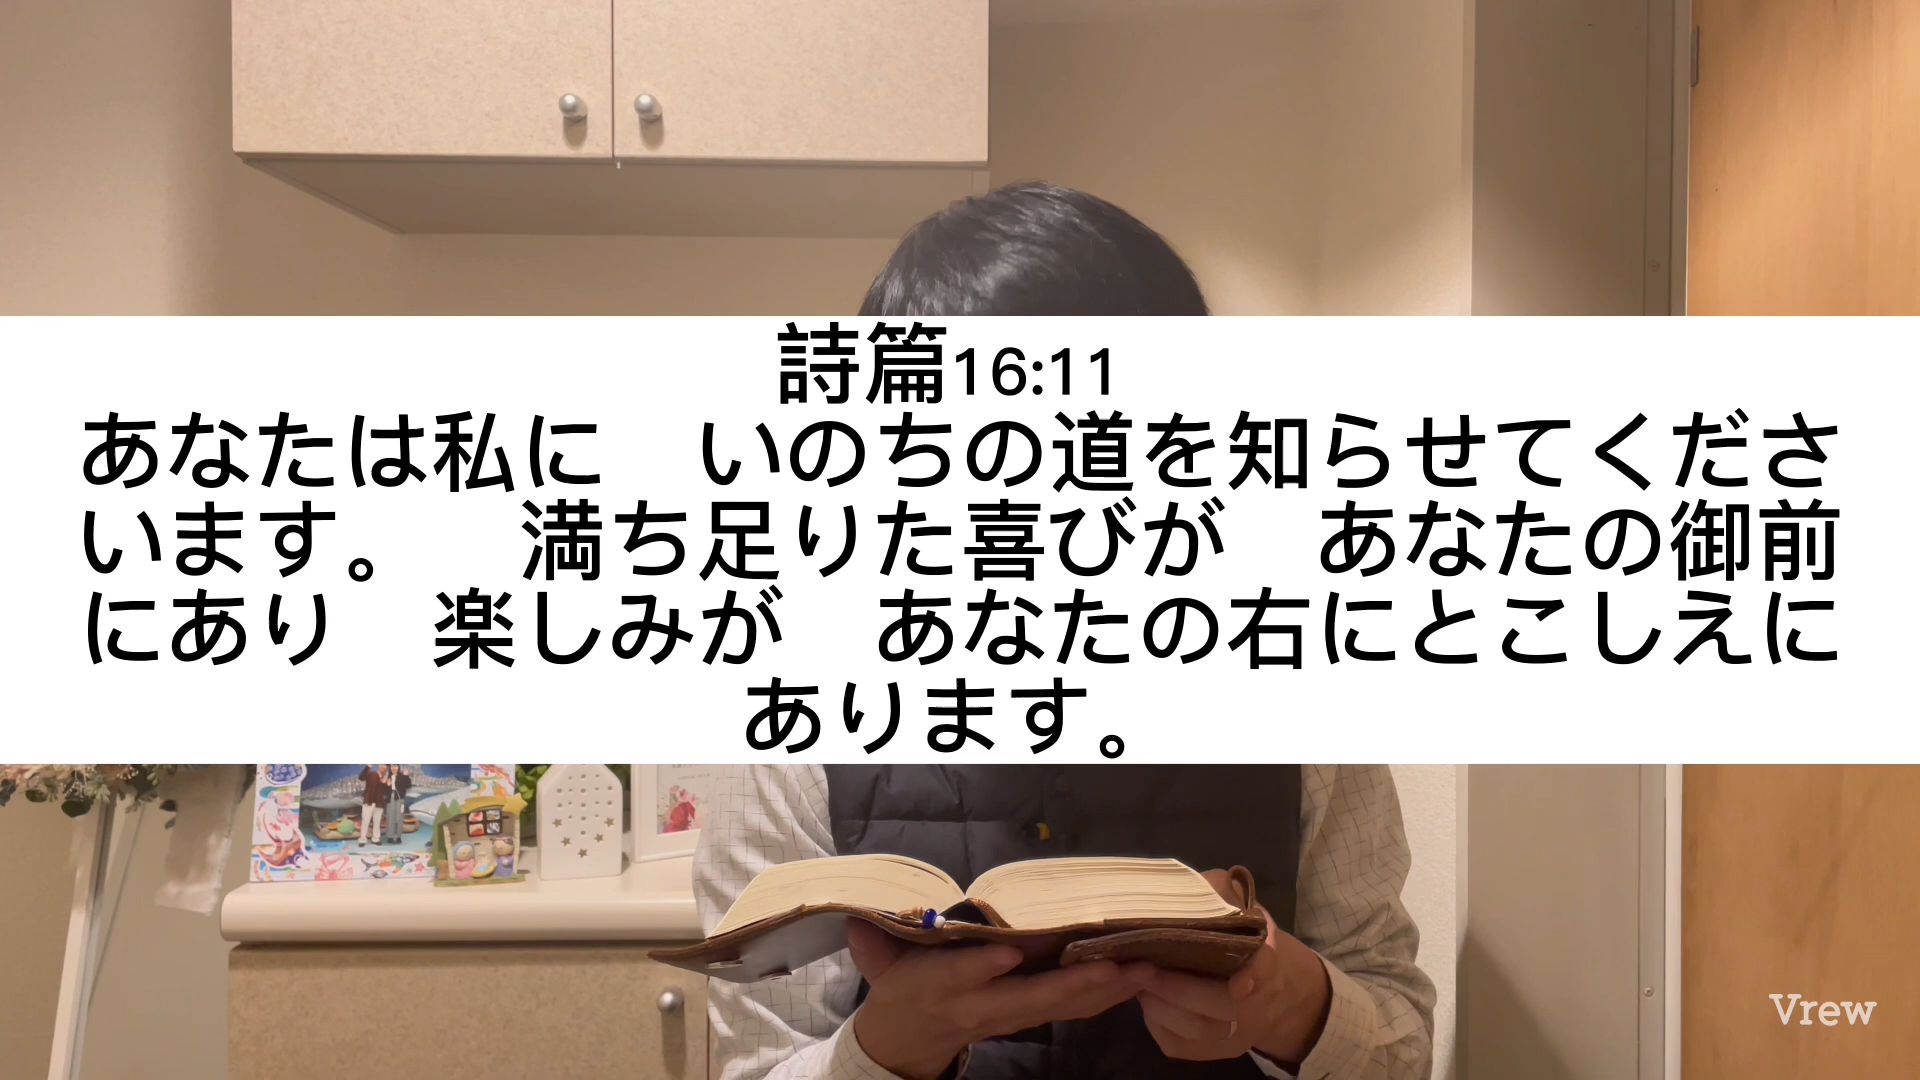 詩篇16:11
あなたは私に　いのちの道を知らせてくださ
います。　満ち足りた喜びが　あなたの御前
にあり　楽しみが　あなたの右にとこしえに
あります。
Vrew